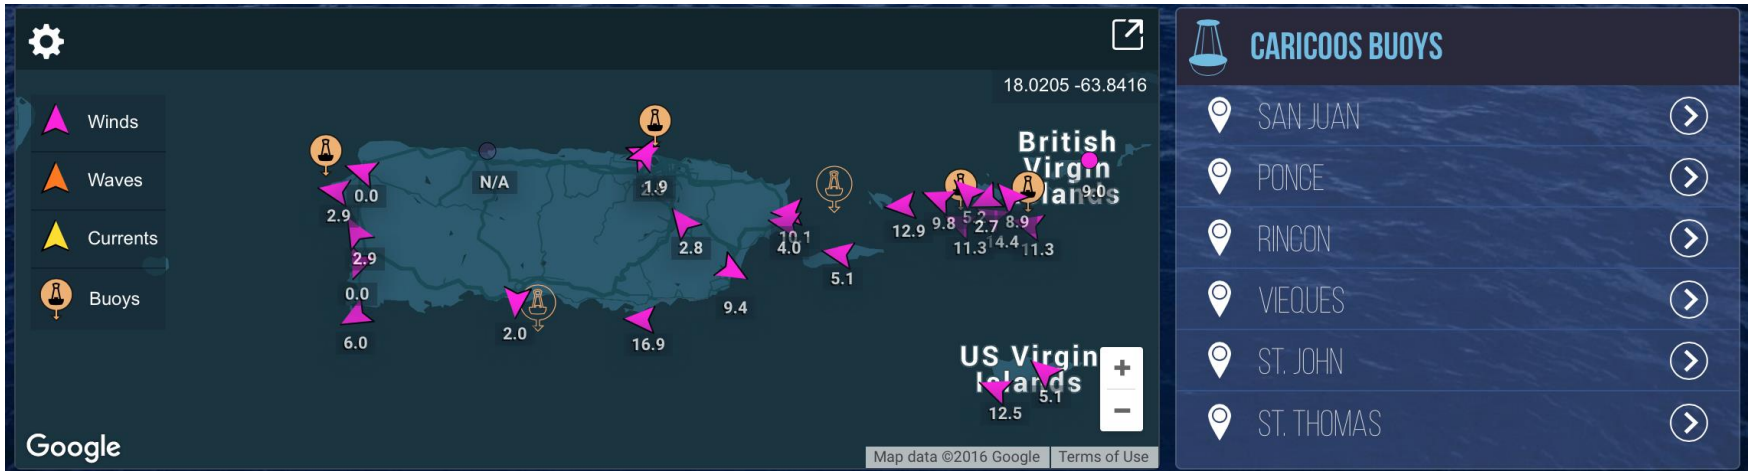 18.0205 -63.8416
Winds
Waves
Currents
Buoys
British
Virgin
Islands
9.0
N/A
0.0
2.9
2.9
0.0
6.0
1.9
2.8
9.4
2.0
16.9
10.1
4.0
5.1
12.9
9.8
5.2
2.7
8.9
11.3
14.4
11.3
US Virgin
Islands
5.1
12.5
+
−
Google
Map data ©2016 Google
Terms of Use
CARICOOS BUOYS
SAN JUAN
PONCE
RINCON
VIEQUES
ST. JOHN
ST. THOMAS